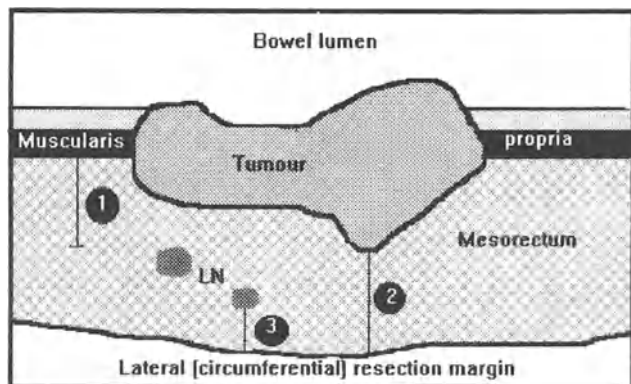 Bowel lumen
Muscularis
propria
Tumour
1
Mesorectum
LN
2
3
Lateral (circumferential) resection margin